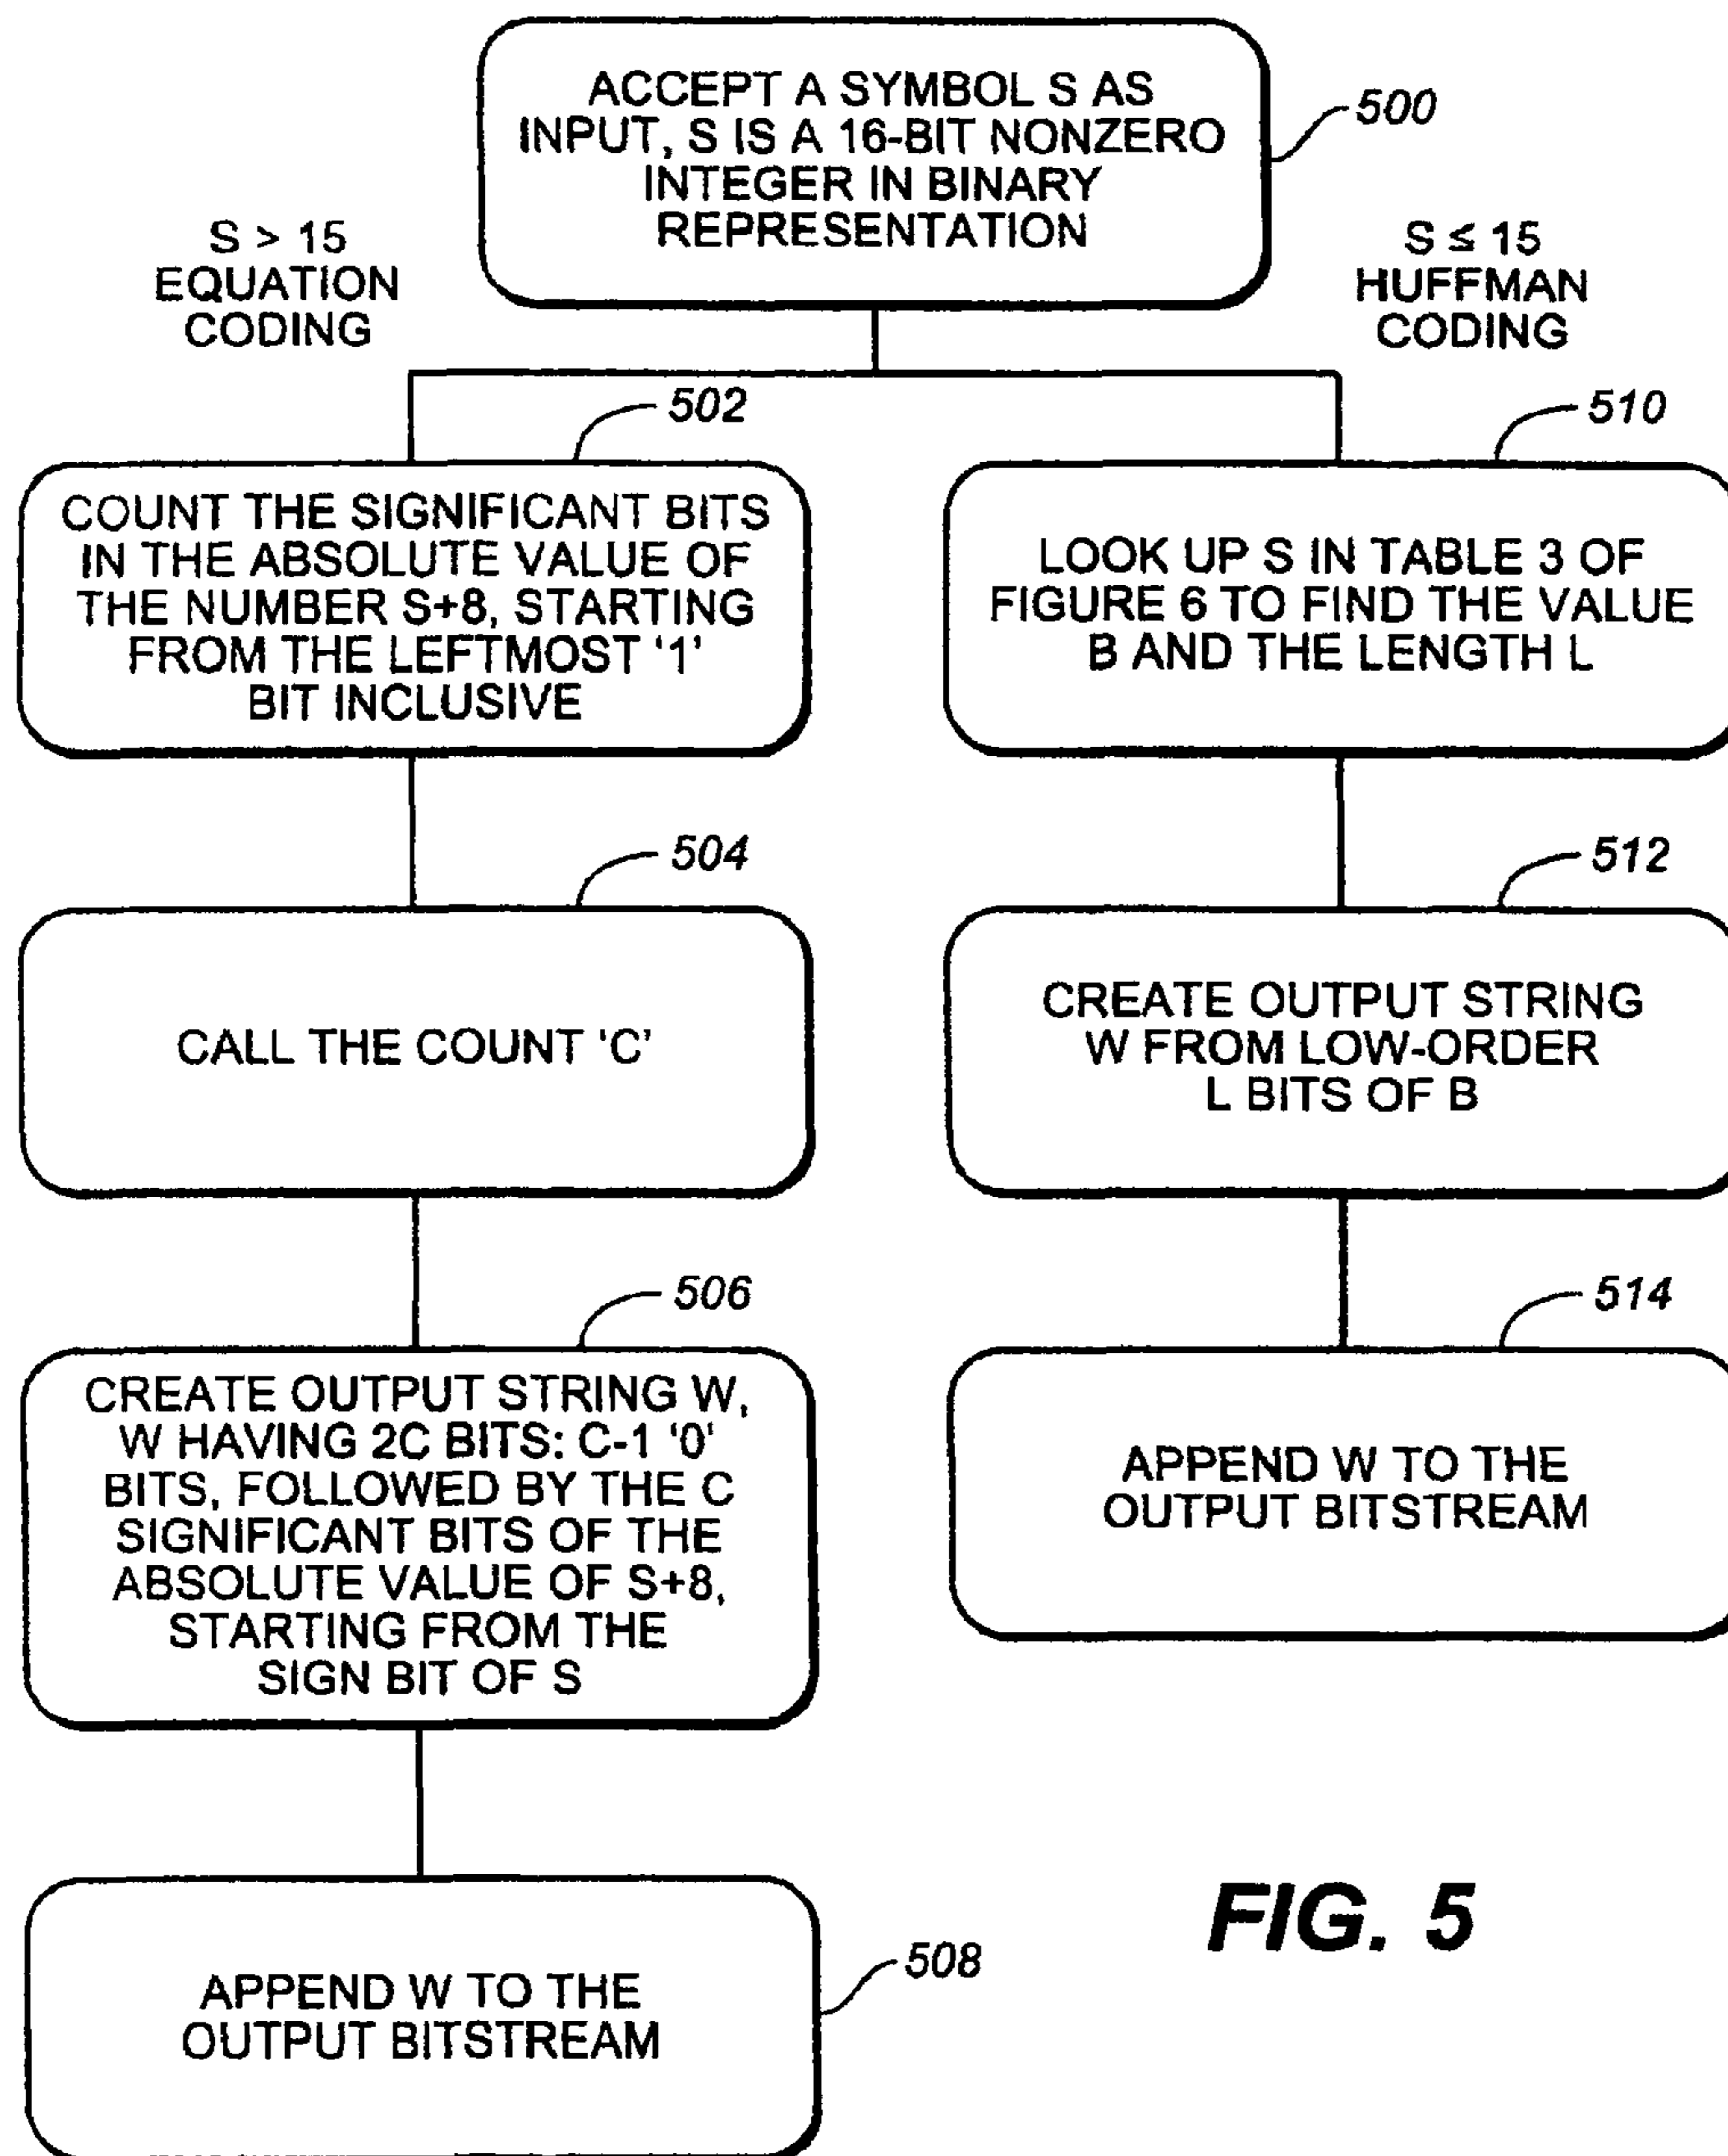 ACCEPT A SYMBOL S AS
INPUT, S IS A 16-BIT NONZERO
INTEGER IN BINARY
REPRESENTATION
500
S > 15
EQUATION
CODING
S ≤ 15
HUFFMAN
CODING
502
COUNT THE SIGNIFICANT BITS
IN THE ABSOLUTE VALUE OF
THE NUMBER S+8, STARTING
FROM THE LEFTMOST ‘1’
BIT INCLUSIVE
510
LOOK UP S IN TABLE 3 OF
FIGURE 6 TO FIND THE VALUE
B AND THE LENGTH L
504
CALL THE COUNT ‘C’
512
CREATE OUTPUT STRING
W FROM LOW-ORDER
L BITS OF B
506
CREATE OUTPUT STRING W,
W HAVING 2C BITS: C-1 ‘0’
BITS, FOLLOWED BY THE C
SIGNIFICANT BITS OF THE
ABSOLUTE VALUE OF S+8,
STARTING FROM THE
SIGN BIT OF S
514
APPEND W TO THE
OUTPUT BITSTREAM
508
APPEND W TO THE
OUTPUT BITSTREAM
FIG. 5